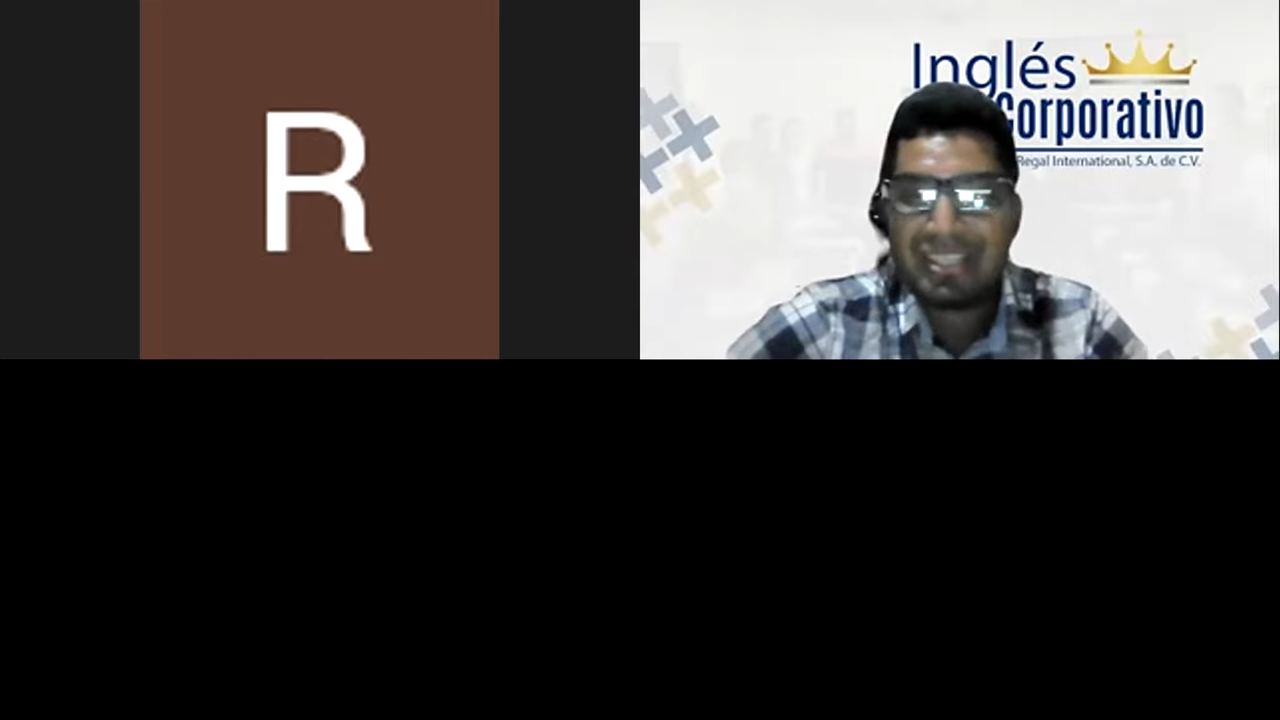 R
Inglés
Corporativo
Regal International, S.A. de C.V.